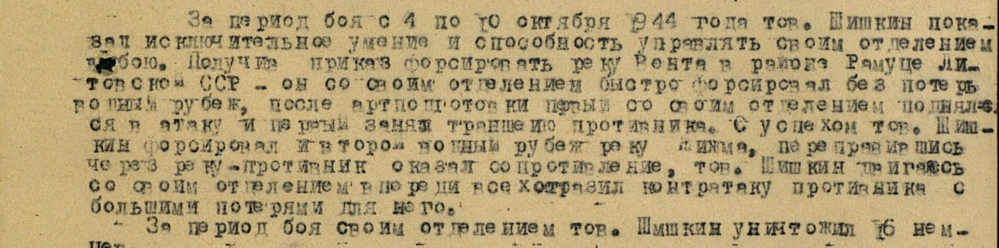 За период боя с 4 по 10 октября 1944 года тов. Шишкин пока-
зал исключительное умение и способность управлять своим отделением
в бою. Получив приказ форсировать реку Вента в районе Рамуце Ли-
товской ССР - он со своим отделением быстро форсировал без потерь
водный рубеж, после артподготовки первый со своим отделением поднял-
ся в атаку и первый занял траншею противника. С успехом тов. Шиш-
кин форсировал и второй водный рубеж реку переправившись
через реку-противник оказал сопротивление, тов. Шишкин двигаясь
со своим отделением впереди всех отразил контратаку противника с
большими потерями для него.
За период боя своим отделением тов. Шишкин уничтожил 16 нем-
цев